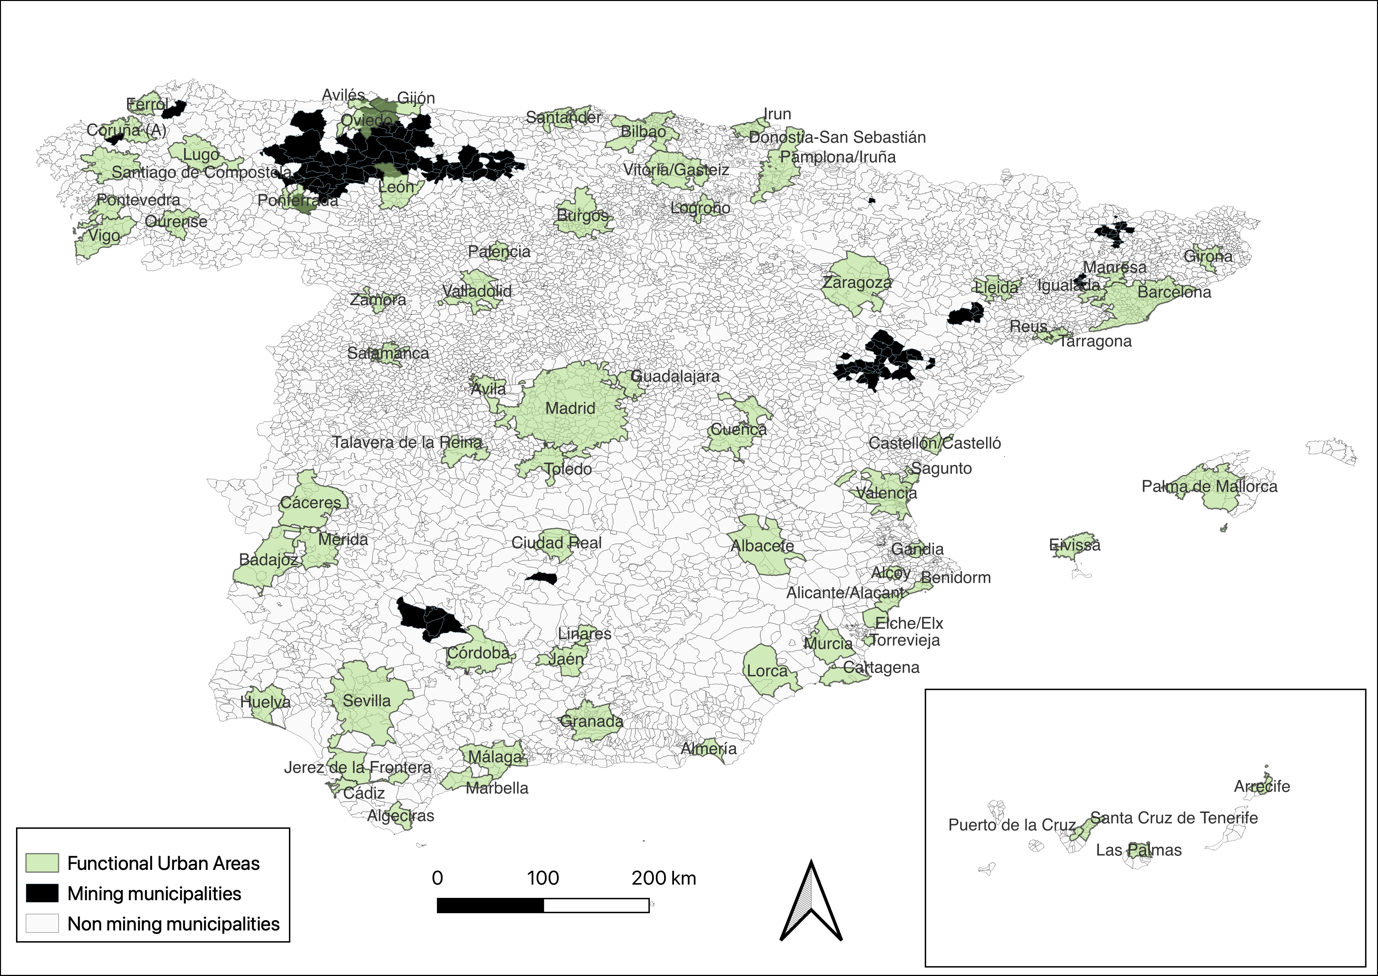 Avilés
Gijón
Ferrol
Irun
Santander
Oviedo
Coruña (A)
Bilbao
Donostia-San Sebastián
Lugo
Pamplona/Iruña
Santiago de Compostela
Vitoria/Gasteiz
León
Pontevedra
Ponferrada
Logroño
Burgos
Ourense
Vigo
Palencia
Girona
Manresa
Zaragoza
Igualada
Lleida
Valladolid
Barcelona
Zamora
Reus
Tarragona
Salamanca
Guadalajara
Ávila
Madrid
Cuenca
Talavera de la Reina
Castellón/Castelló
Toledo
Sagunto
Palma de Mallorca
Valencia
Cáceres
Mérida
Ciudad Real
Albacete
Eivissa
Gandia
Badajoz
Alcoy
Benidorm
Alicante/Alacant
Elche/Elx
Linares
Torrevieja
Murcia
Córdoba
Jaén
Cartagena
Lorca
Huelva
Sevilla
Granada
Almería
Málaga
Jerez de la Frontera
Marbella
Cádiz
Algeciras
Arrecife
Santa Cruz de Tenerife
Puerto de la Cruz
Las Palmas
Functional Urban Areas
Mining municipalities
Non mining municipalities
0 100 200 km